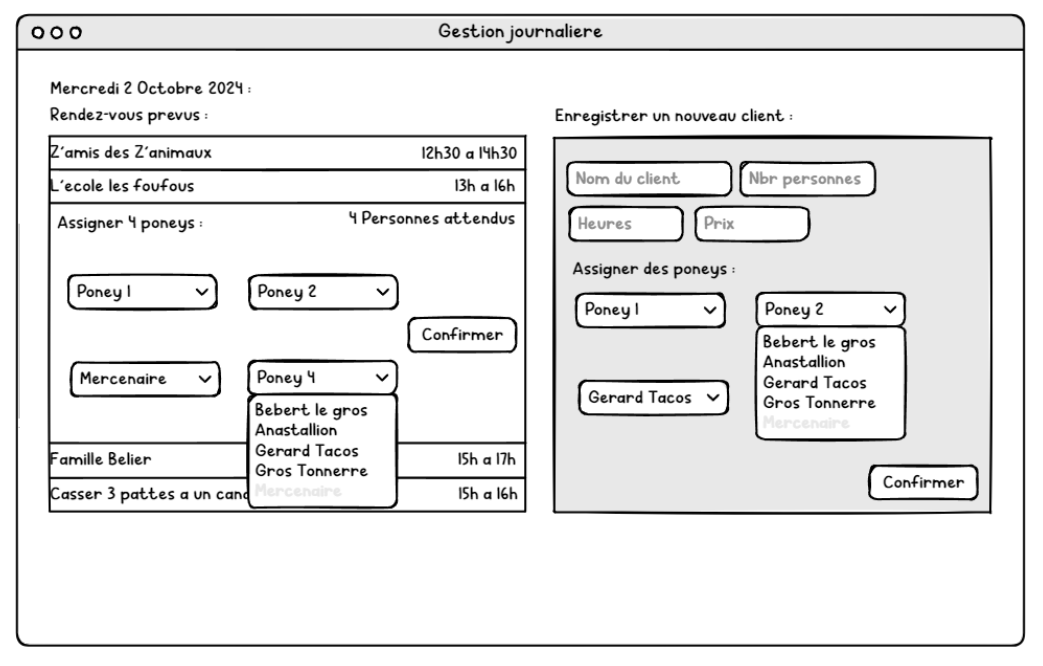 Gestion journaliere
Mercredi 2 Octobre 2024 :
Rendez-vous prevus :
Z'amis des Z'animaux 12h30 a 14h30
L'ecole les foufous 13h a 16h
Assigner 4 poneys : 4 Personnes attendus
Poney 1 Poney 2
Confirmer
Mercenaire Poney 4
Bebert le gros
Anastallion
Gerard Tacos
Gros Tonnerre
Mercenaire
Famille Belier 15h a 17h
Casser 3 pattes a un 15h a 16h
Enregistrer un nouveau client :
Nom du client Nbr personnes
Heures Prix
Assigner des poneys :
Poney 1 Poney 2
Bebert le gros
Anastallion
Gerard Tacos
Gros Tonnerre
Mercenaire
Gerard Tacos
Confirmer